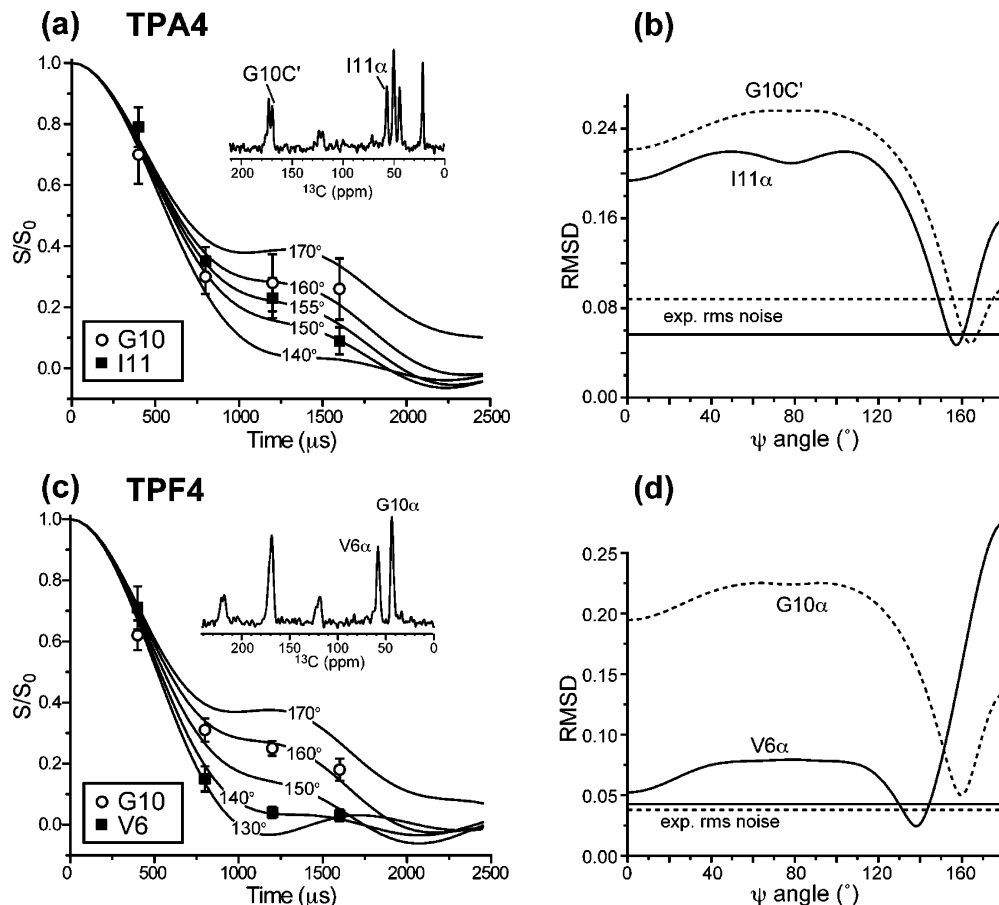 (a) TPA4
1.0
0.8
0.6
0.4
0.2
0.0
S/S0
G10C'
I11α
200 150 100 50 0
¹³C (ppm)
170°
160°
155°
150°
140°
G10
I11
0 500 1000 1500 2000 2500
Time (μs)
(b)
0.24
0.16
0.08
0.00
RMSD
G10C'
I11α
exp. rms noise
0 40 80 120 160
ψ angle (°)
(c) TPF4
1.0
0.8
0.6
0.4
0.2
0.0
S/S0
G10α
V6α
200 150 100 50 0
¹³C (ppm)
170°
160°
150°
140°
130°
G10
V6
0 500 1000 1500 2000 2500
Time (μs)
(d)
0.25
0.20
0.15
0.10
0.05
0.00
RMSD
G10α
V6α
exp. rms noise
0 40 80 120 160
ψ angle (°)